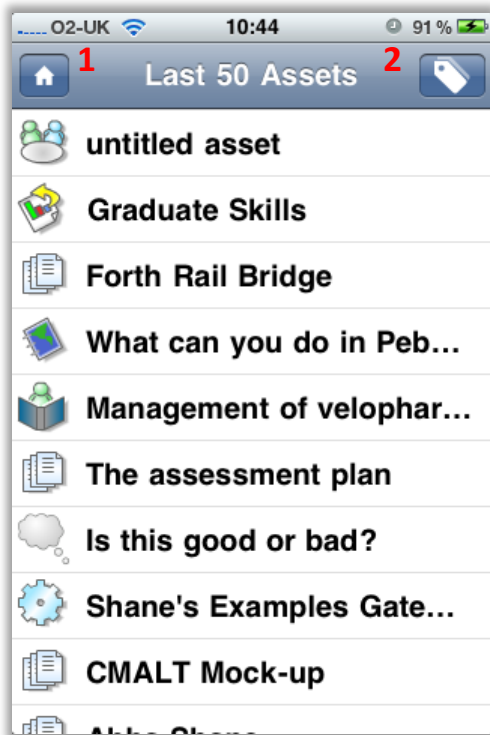 O2-UK 10:44 91 %
1 Last 50 Assets 2
untitled asset
Graduate Skills
Forth Rail Bridge
What can you do in Peb...
Management of velophar...
The assessment plan
Is this good or bad?
Shane's Examples Gate...
CMALT Mock-up